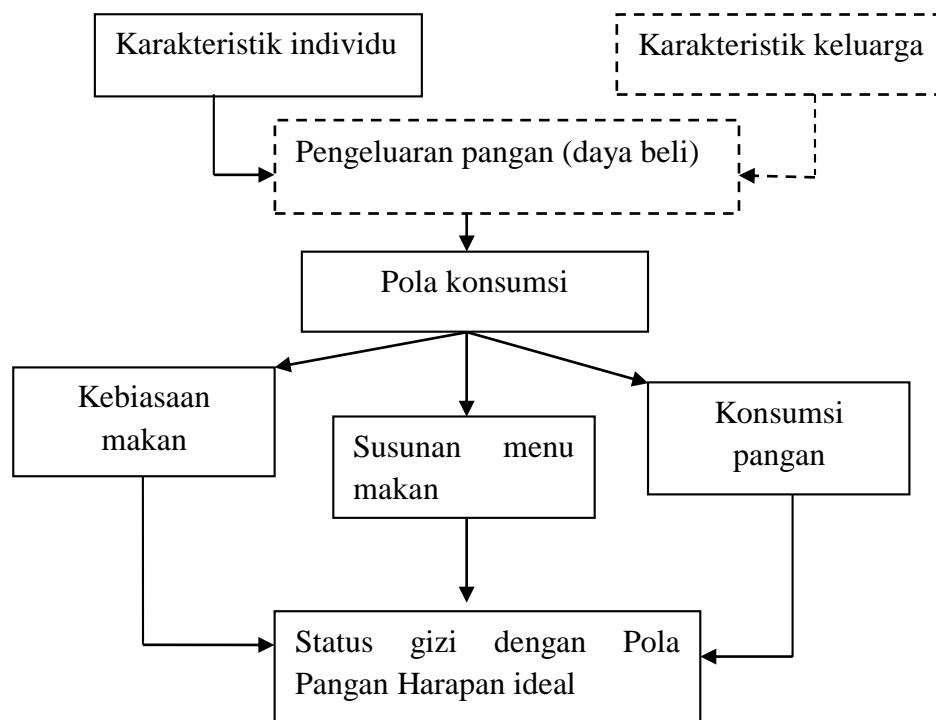 Karakteristik individu
Karakteristik keluarga
Pengeluaran pangan (daya beli)
Pola konsumsi
Kebiasaan
makan
Susunan menu
makan
Konsumsi
pangan
Status gizi dengan Pola
Pangan Harapan ideal